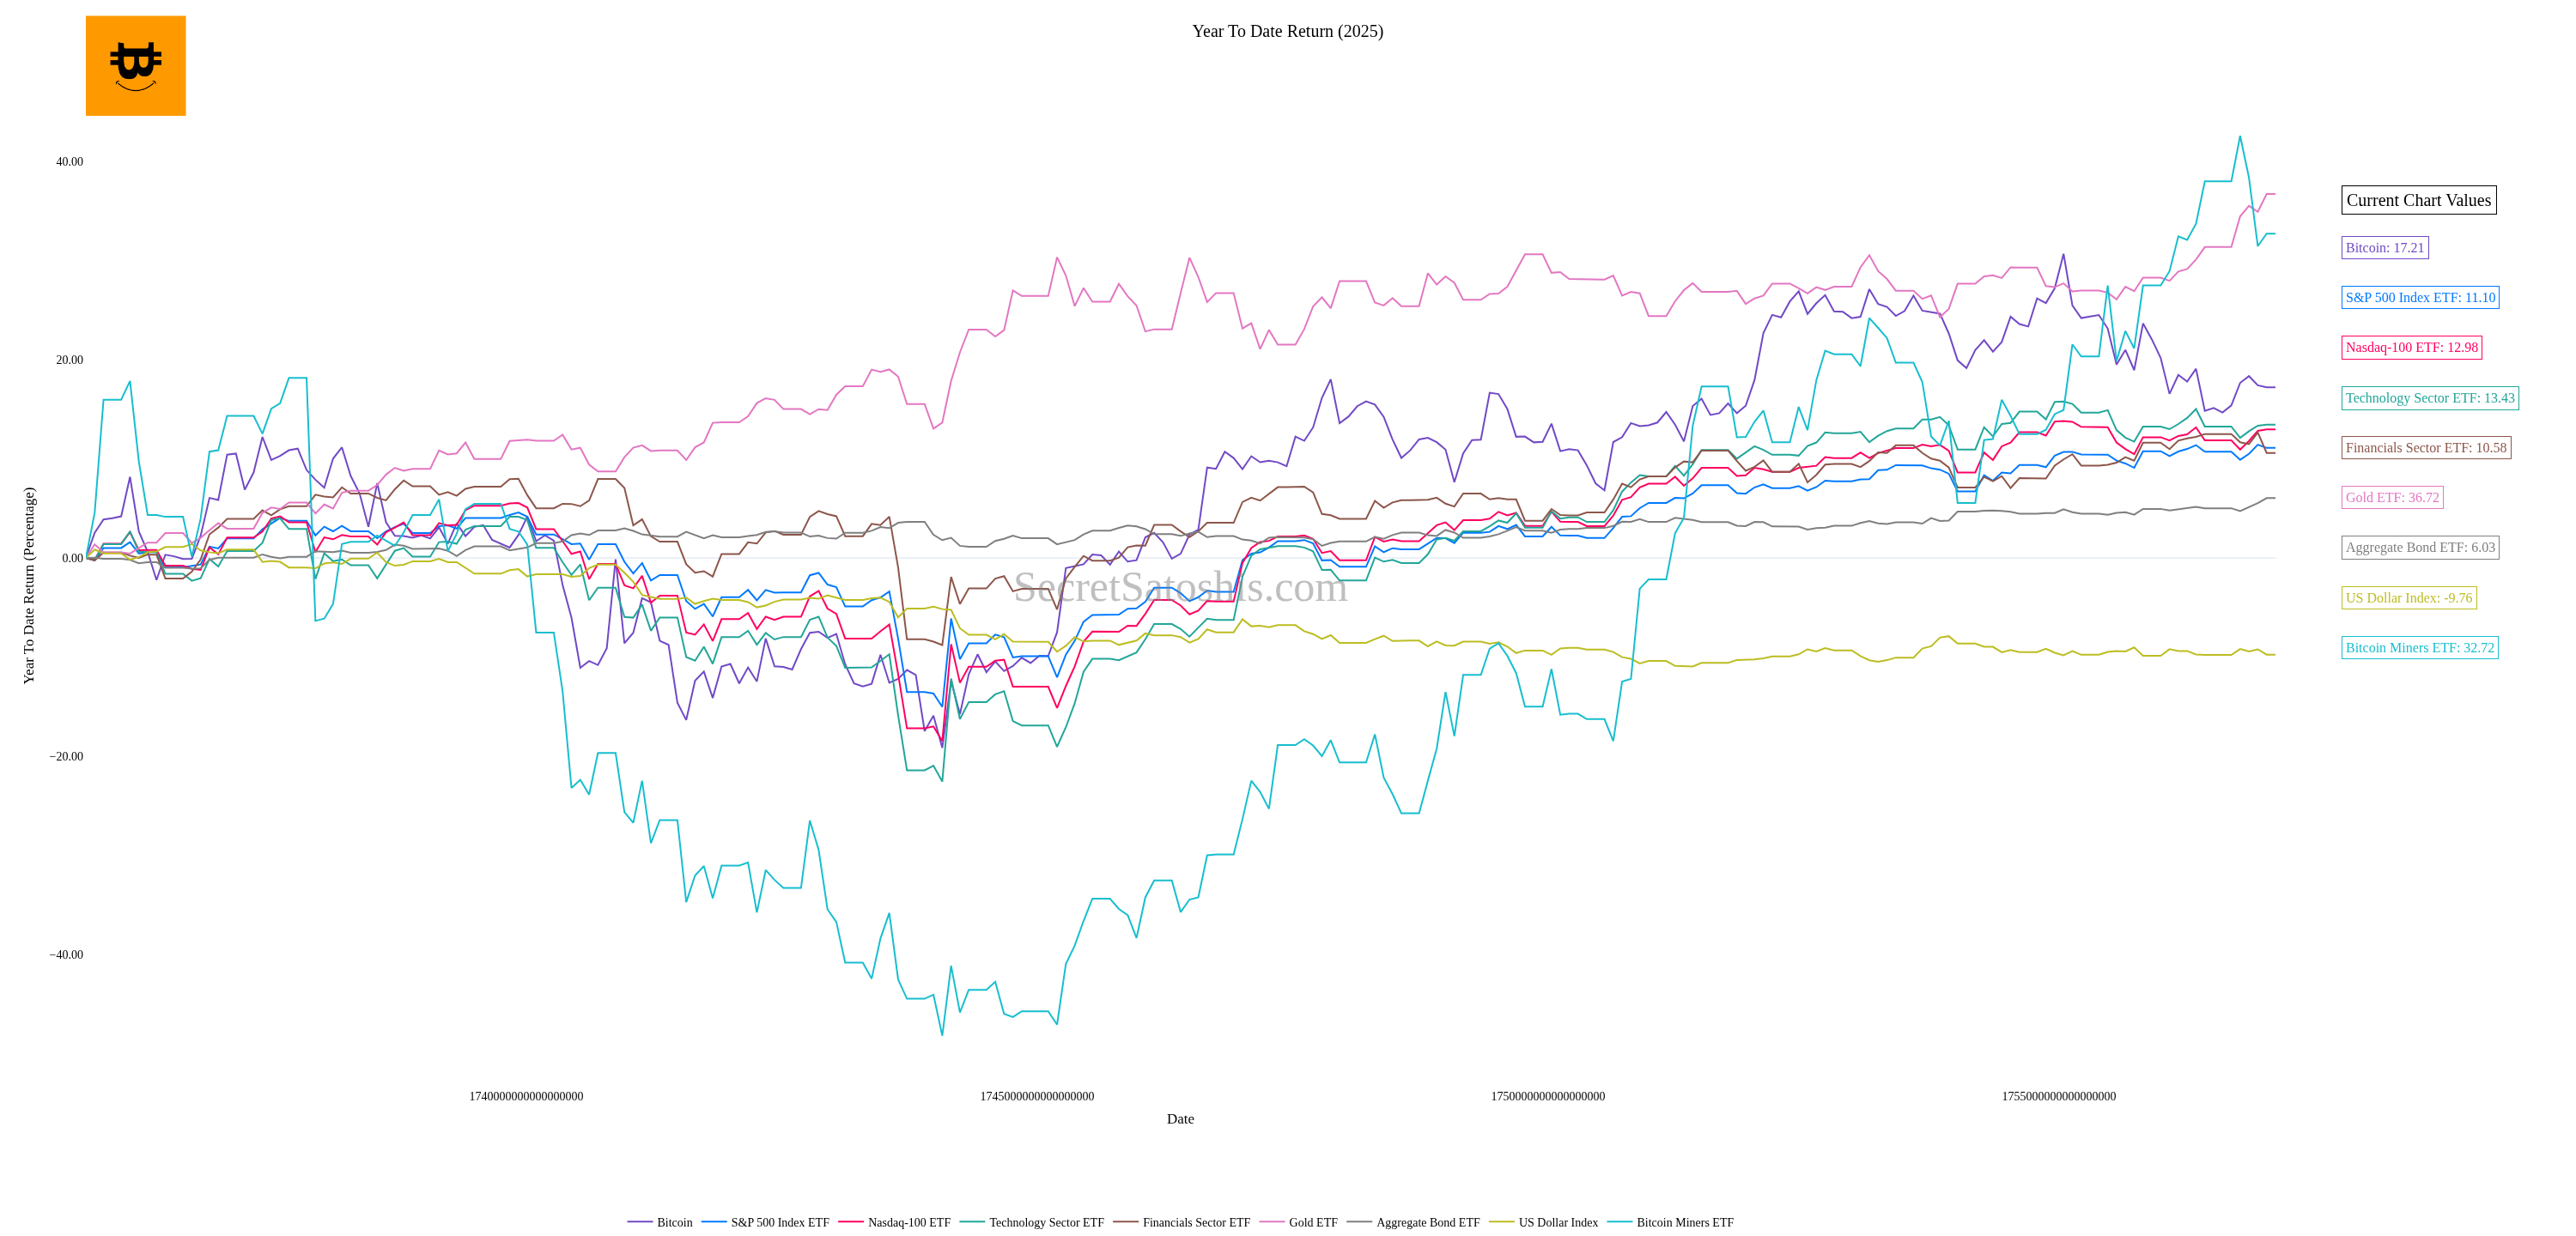 Year To Date Return (2025)
40.00
20.00
0.00
−20.00
−40.00
Year To Date Return (Percentage)
SecretSatoshis.com
Current Chart Values
Bitcoin: 17.21
S&P 500 Index ETF: 11.10
Nasdaq-100 ETF: 12.98
Technology Sector ETF: 13.43
Financials Sector ETF: 10.58
Gold ETF: 36.72
Aggregate Bond ETF: 6.03
US Dollar Index: -9.76
Bitcoin Miners ETF: 32.72
1740000000000000000 1745000000000000000 1750000000000000000 1755000000000000000
Date
Bitcoin S&P 500 Index ETF Nasdaq-100 ETF Technology Sector ETF Financials Sector ETF Gold ETF Aggregate Bond ETF US Dollar Index Bitcoin Miners ETF